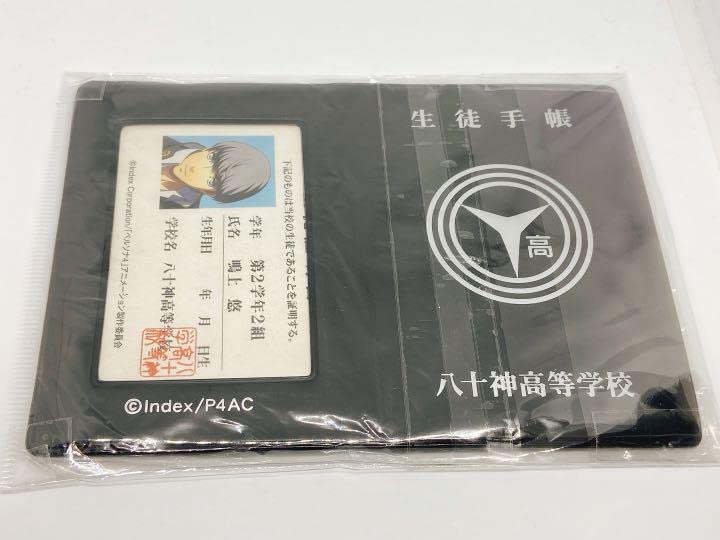 下記のものは当校の生徒であることを証明する。
学年 第2学年2組
氏名 鳴上 悠
生年月日 年 月 日生
学校名 八十神高等学校
©Index Corporation/「ペルソナ4」アニメーション製作委員会
©Index/P4AC
生徒手帳
高
八十神高等学校